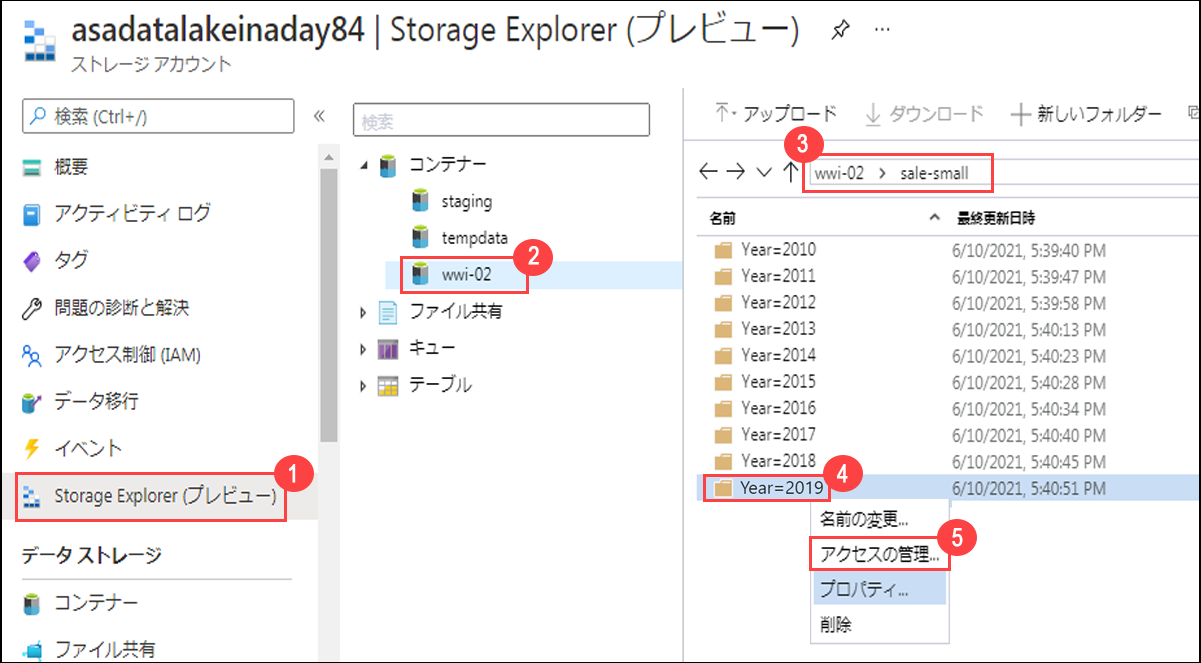 asadatalakeinaday84 | Storage Explorer (プレビュー) ...
ストレージ アカウント
検索 (Ctrl+/)
«
概要
アクティビティ ログ
タグ
問題の診断と解決
アクセス制御 (IAM)
データ移行
イベント
Storage Explorer (プレビュー)
1
データ ストレージ
コンテナー
ファイル共有
検索
コンテナー
staging
tempdata
wwi-02
2
ファイル共有
キュー
テーブル
アップロード ダウンロード 新しいフォルダー
3
wwi-02 > sale-small
名前 最終更新日時
Year=2010 6/10/2021, 5:39:40 PM
Year=2011 6/10/2021, 5:39:47 PM
Year=2012 6/10/2021, 5:39:58 PM
Year=2013 6/10/2021, 5:40:13 PM
Year=2014 6/10/2021, 5:40:23 PM
Year=2015 6/10/2021, 5:40:28 PM
Year=2016 6/10/2021, 5:40:34 PM
Year=2017 6/10/2021, 5:40:40 PM
Year=2018 6/10/2021, 5:40:45 PM
Year=2019 6/10/2021, 5:40:51 PM
4
名前の変更...
アクセスの管理...
5
プロパティ...
削除